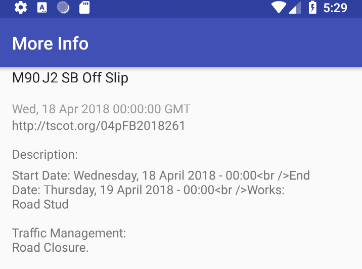 5:29
More Info
M90 J2 SB Off Slip
Wed, 18 Apr 2018 00:00:00 GMT
http://tscot.org/04pFB2018261
Description:
Start Date: Wednesday, 18 April 2018 - 00:00<br />End
Date: Thursday, 19 April 2018 - 00:00<br />Works:
Road Stud
Traffic Management:
Road Closure.